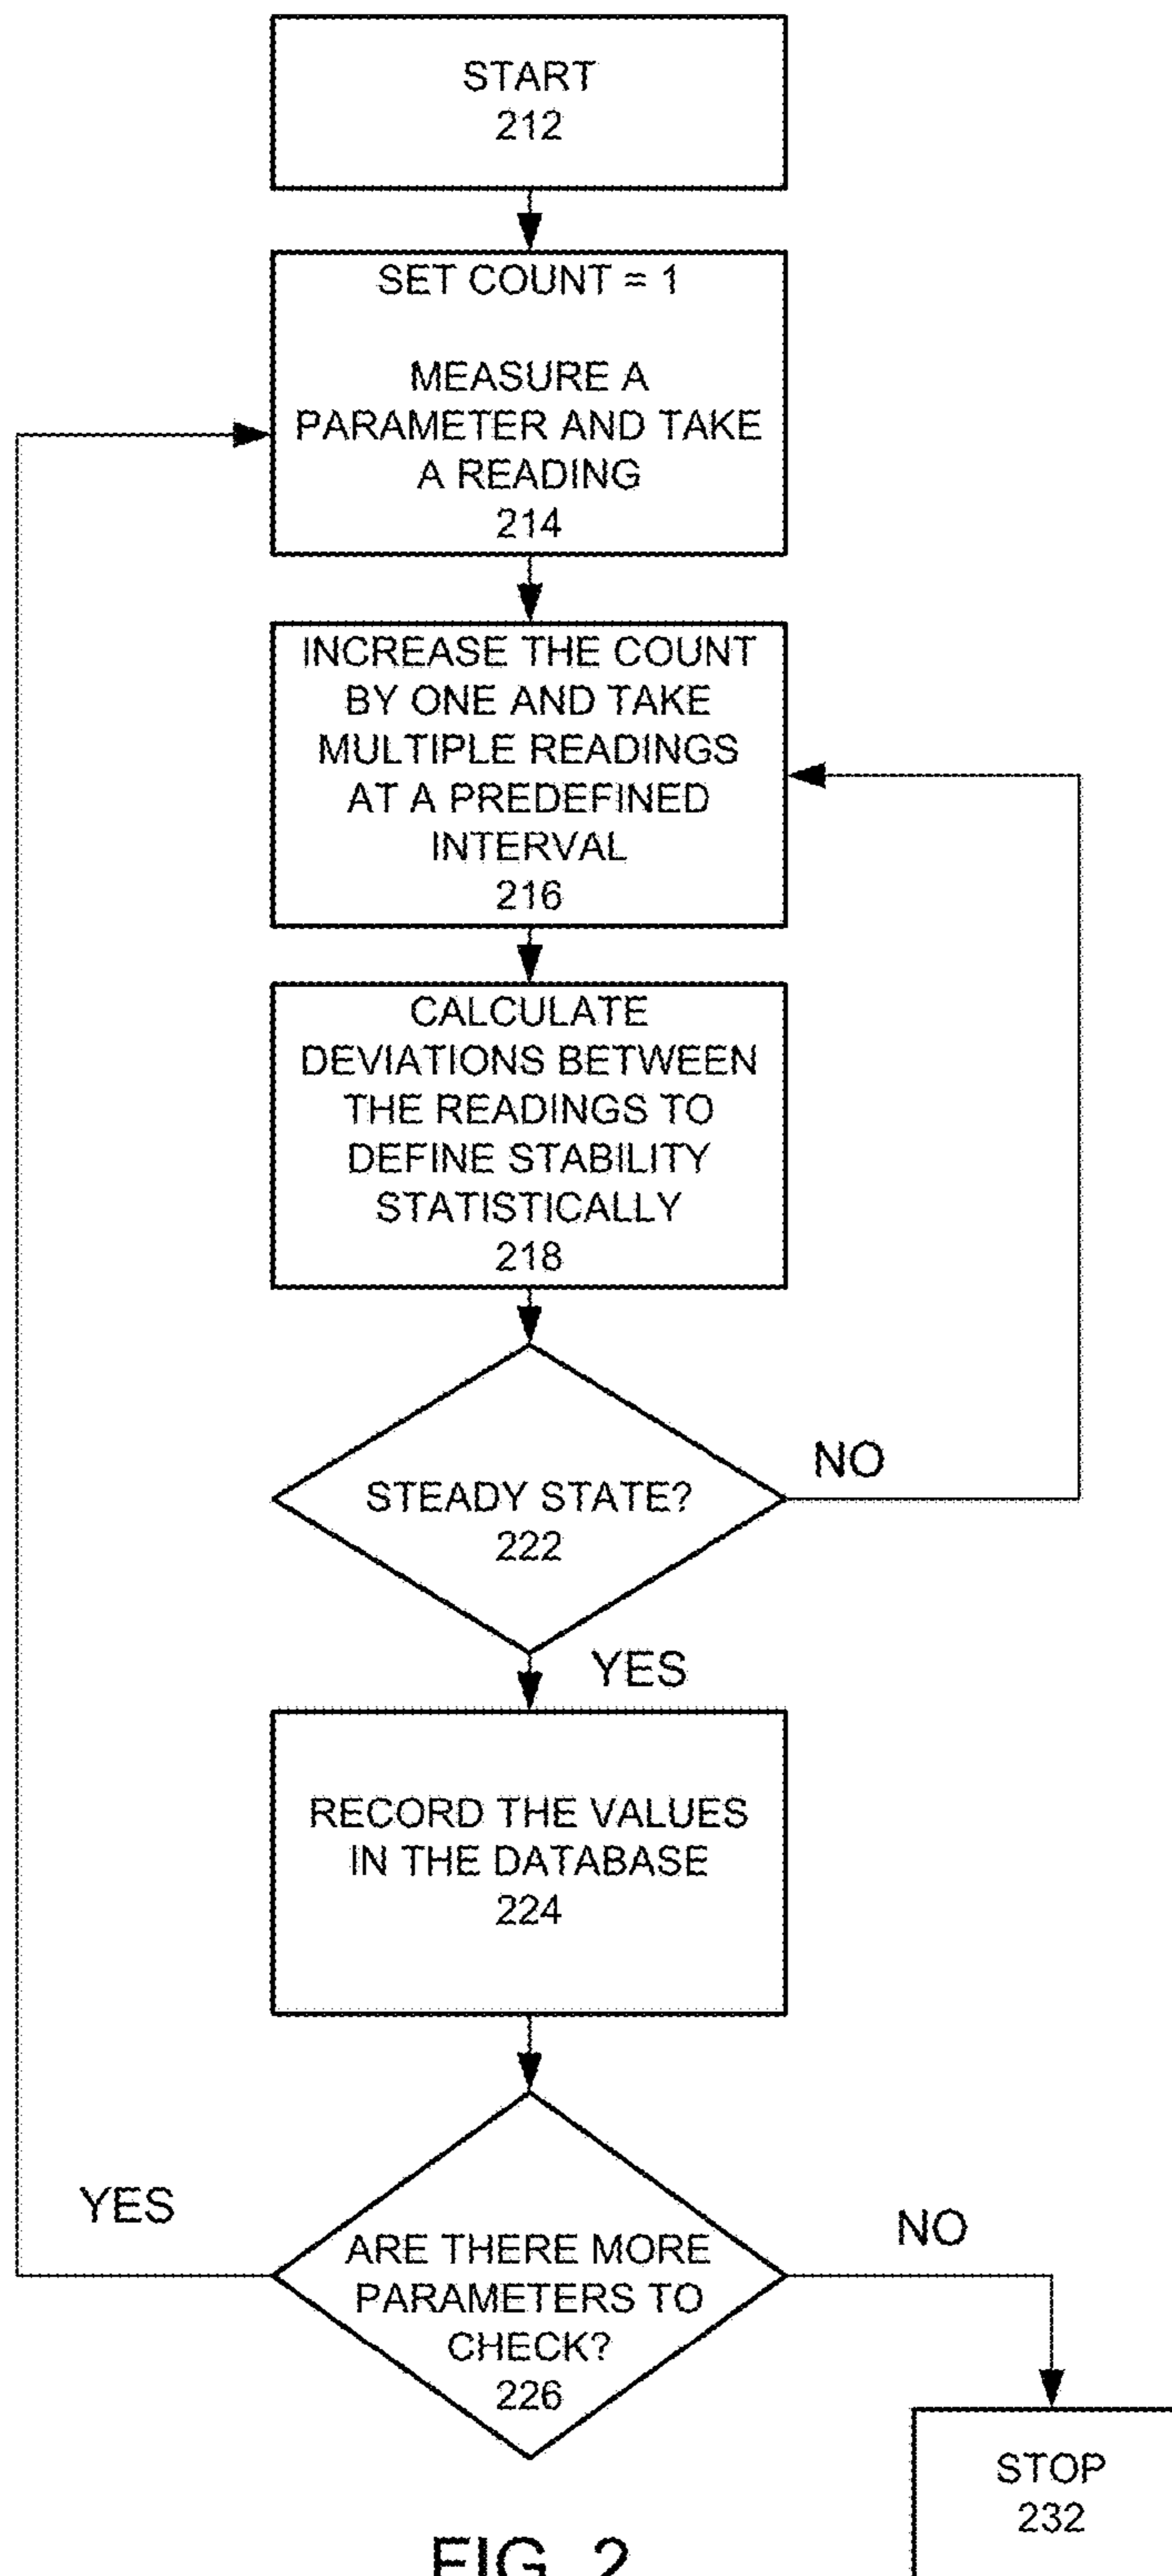 START
212
SET COUNT = 1
MEASURE A
PARAMETER AND TAKE
A READING
214
INCREASE THE COUNT
BY ONE AND TAKE
MULTIPLE READINGS
AT A PREDEFINED
INTERVAL
216
CALCULATE
DEVIATIONS BETWEEN
THE READINGS TO
DEFINE STABILITY
STATISTICALLY
218
STEADY STATE?
222
NO
YES
RECORD THE VALUES
IN THE DATABASE
224
YES
ARE THERE MORE
PARAMETERS TO
CHECK?
226
NO
STOP
232
FIG. 2